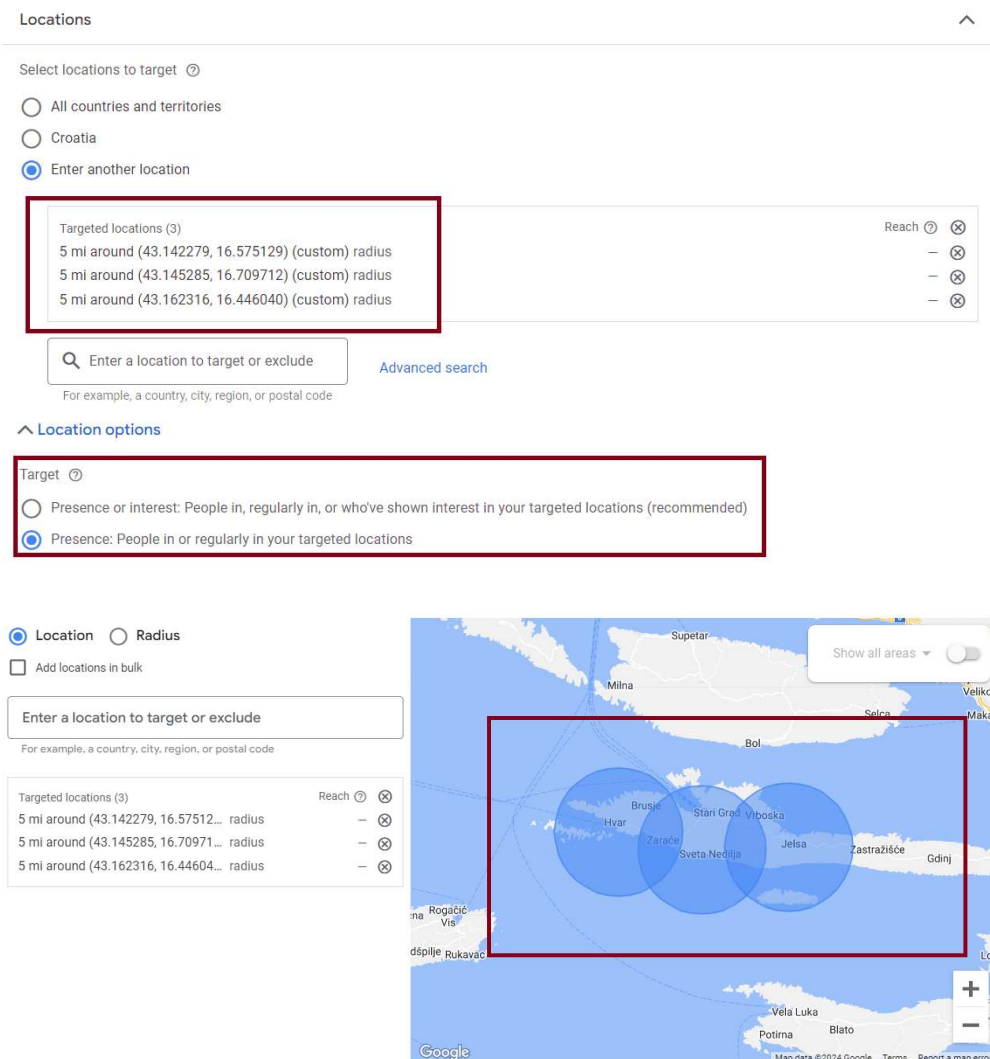 Locations
Select locations to target
All countries and territories
Croatia
Enter another location
Targeted locations (3) Reach
5 mi around (43.142279, 16.575129) (custom) radius –
5 mi around (43.145285, 16.709712) (custom) radius –
5 mi around (43.162316, 16.446040) (custom) radius –
Enter a location to target or exclude Advanced search
For example, a country, city, region, or postal code
Location options
Target
Presence or interest: People in, regularly in, or who've shown interest in your targeted locations (recommended)
Presence: People in or regularly in your targeted locations
Location Radius
Add locations in bulk
Enter a location to target or exclude
For example, a country, city, region, or postal code
Targeted locations (3) Reach
5 mi around (43.142279, 16.57512... radius –
5 mi around (43.145285, 16.70971... radius –
5 mi around (43.162316, 16.44604... radius –
Supetar
Show all areas
Milna
Veliko
Selca
Maka
Bol
Brusje
Stari Grad
Vrboska
Hvar
Zaraće
Jelsa
Sveta Nedilja
Zastražišće
Gdinj
na
Rogačić
Vis
dšpilje
Rukavac
Lo
+
Vela Luka
–
Potirna
Blato
Google
Map data ©2024 Google Terms Report a map erro